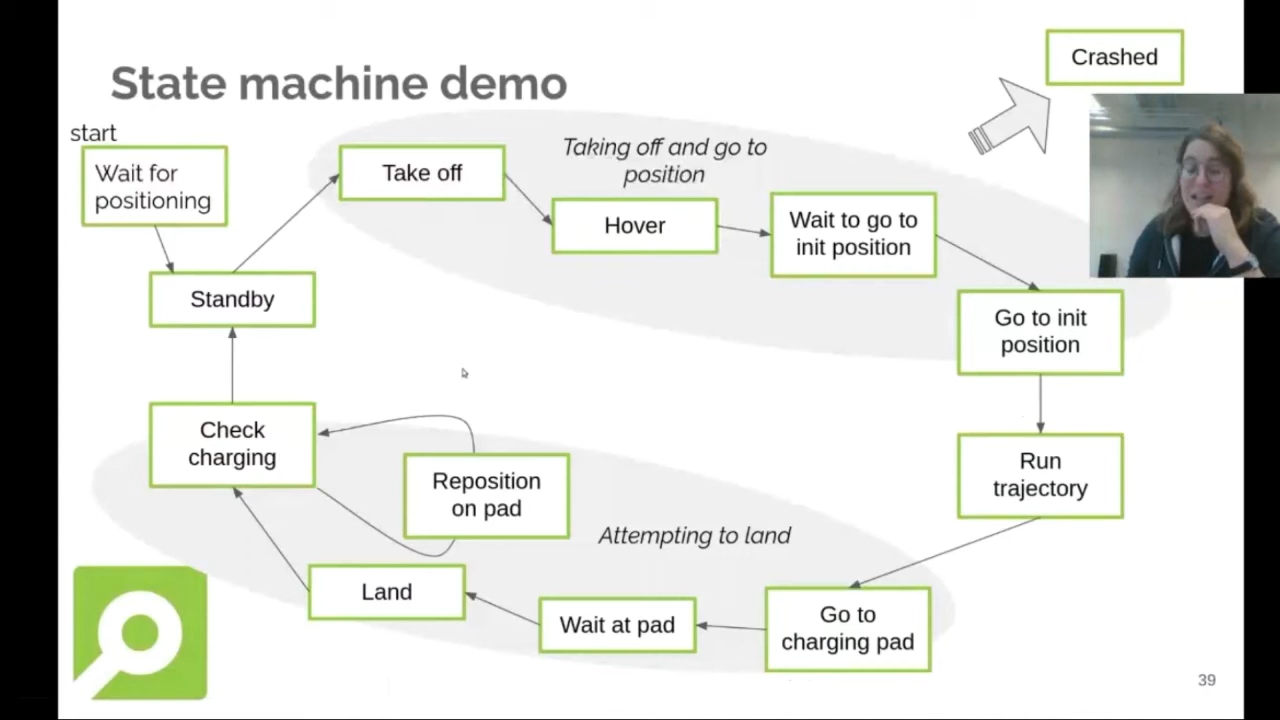 State machine demo
Crashed
start
Wait for
positioning
Take off
Taking off and go to
position
Hover
Wait to go to
init position
Standby
Go to init
position
Check
charging
Reposition
on pad
Run
trajectory
Attempting to land
Land
Wait at pad
Go to
charging pad
39